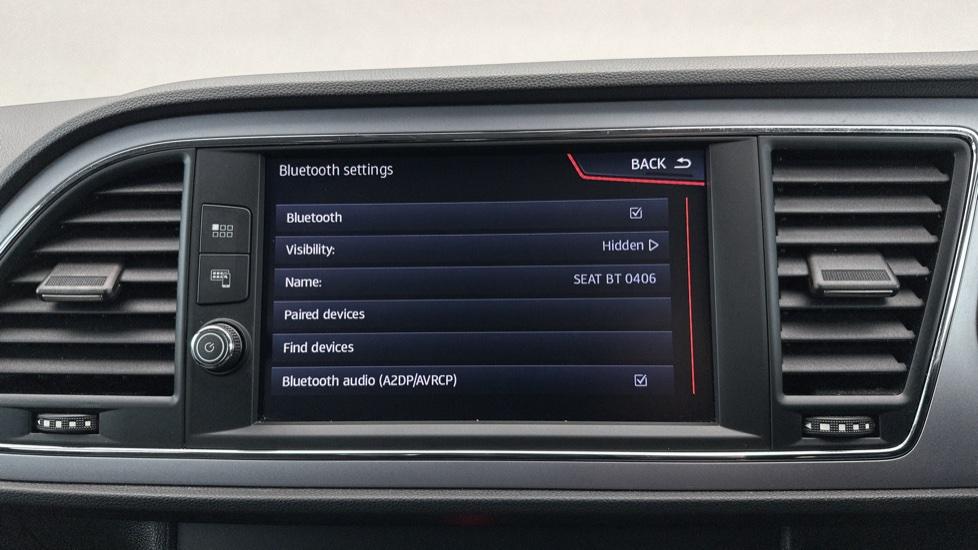 Bluetooth settings
BACK
Bluetooth
Visibility: Hidden
Name: SEAT BT 0406
Paired devices
Find devices
Bluetooth audio (A2DP/AVRCP)